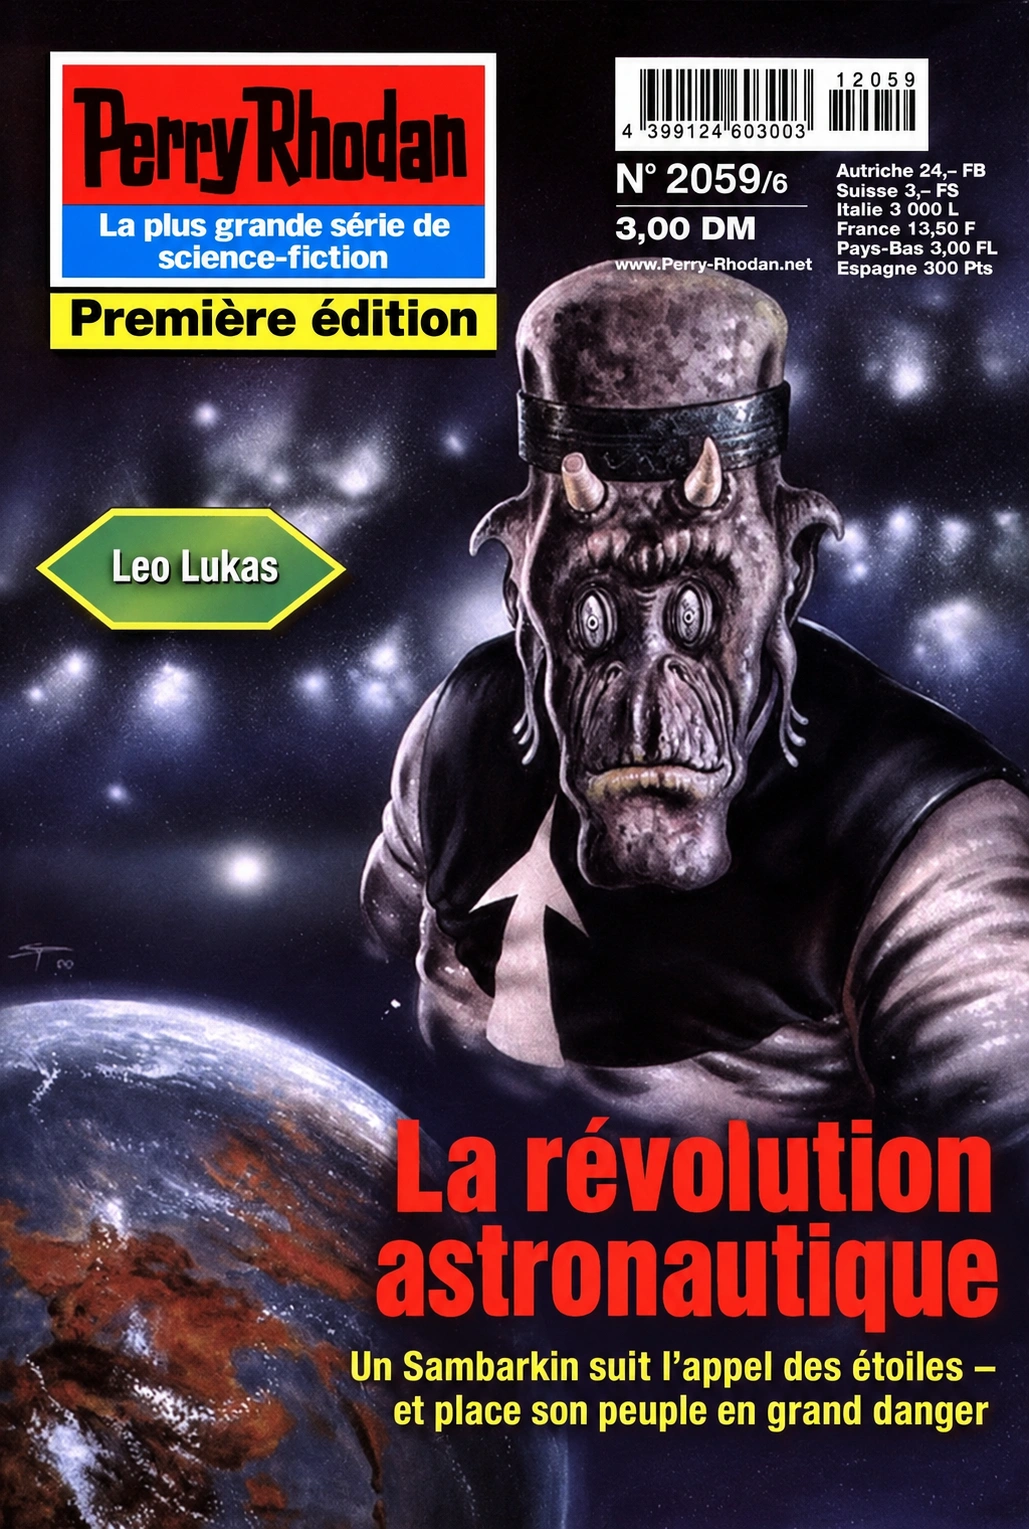 Perry Rhodan
La plus grande série de
science-fiction
Première édition
12059
4 399124 603003
N° 2059/6
3,00 DM
www.Perry-Rhodan.net
Autriche 24,– FB
Suisse 3,– FS
Italie 3 000 L
France 13,50 F
Pays-Bas 3,00 FL
Espagne 300 Pts
Leo Lukas
La révolution
astronautique
Un Sambarkin suit l'appel des étoiles –
et place son peuple en grand danger